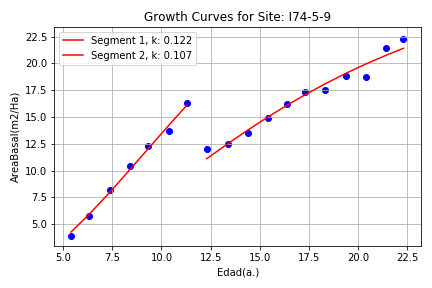 Growth Curves for Site: I74-5-9
Segment 1, k: 0.122
Segment 2, k: 0.107
AreaBasal(m2/Ha)
22.5
20.0
17.5
15.0
12.5
10.0
7.5
5.0
5.0 7.5 10.0 12.5 15.0 17.5 20.0 22.5
Edad(a.)